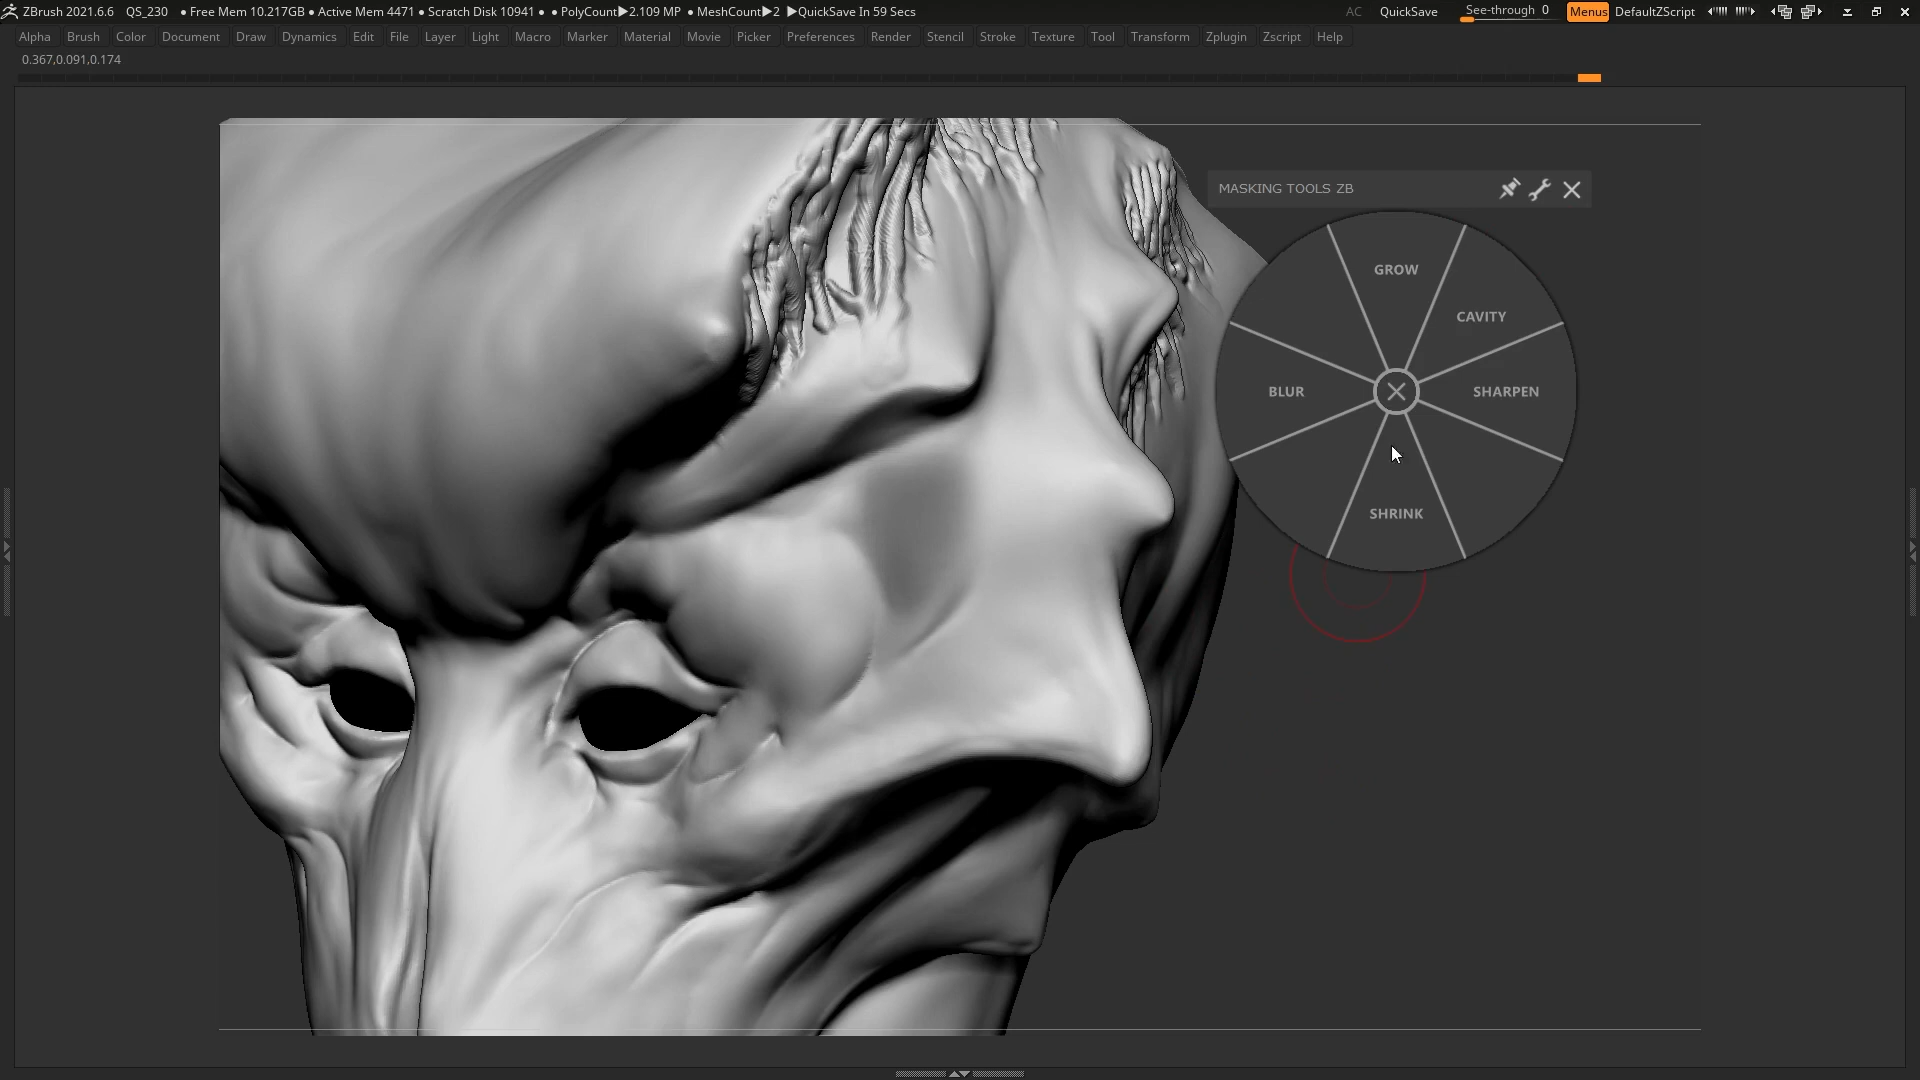 ZBrush 2021.6.6 QS_230 ● Free Mem 10.217GB ● Active Mem 4471 ● Scratch Disk 10941 ● ● PolyCount▶2.109 MP ● MeshCount▶2 ▶QuickSave In 59 Secs AC QuickSave See-through 0 Menus DefaultZScript
Alpha Brush Color Document Draw Dynamics Edit File Layer Light Macro Marker Material Movie Picker Preferences Render Stencil Stroke Texture Tool Transform Zplugin Zscript Help
0.367,0.091,0.174
MASKING TOOLS ZB
GROW
CAVITY
BLUR SHARPEN
SHRINK